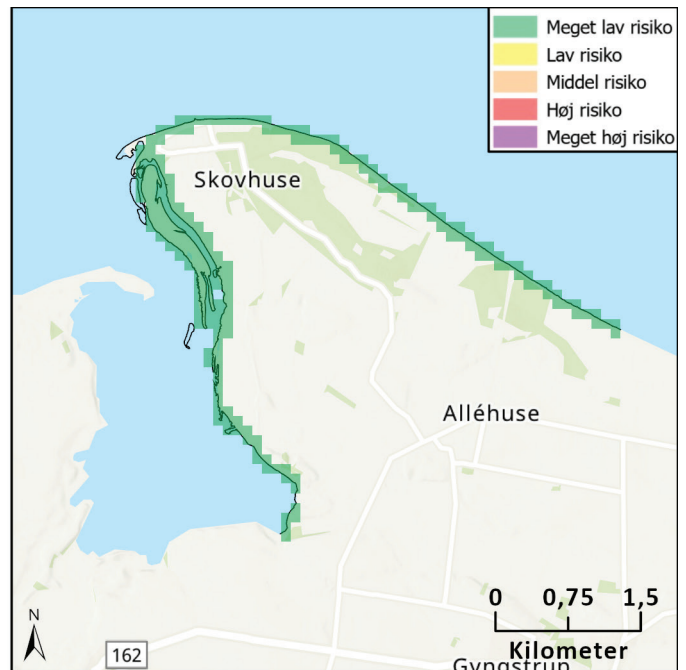 Meget lav risiko
Lav risiko
Middel risiko
Høj risiko
Meget høj risiko
Skovhuse
Alléhuse
0 0,75 1,5
Kilometer
N
162